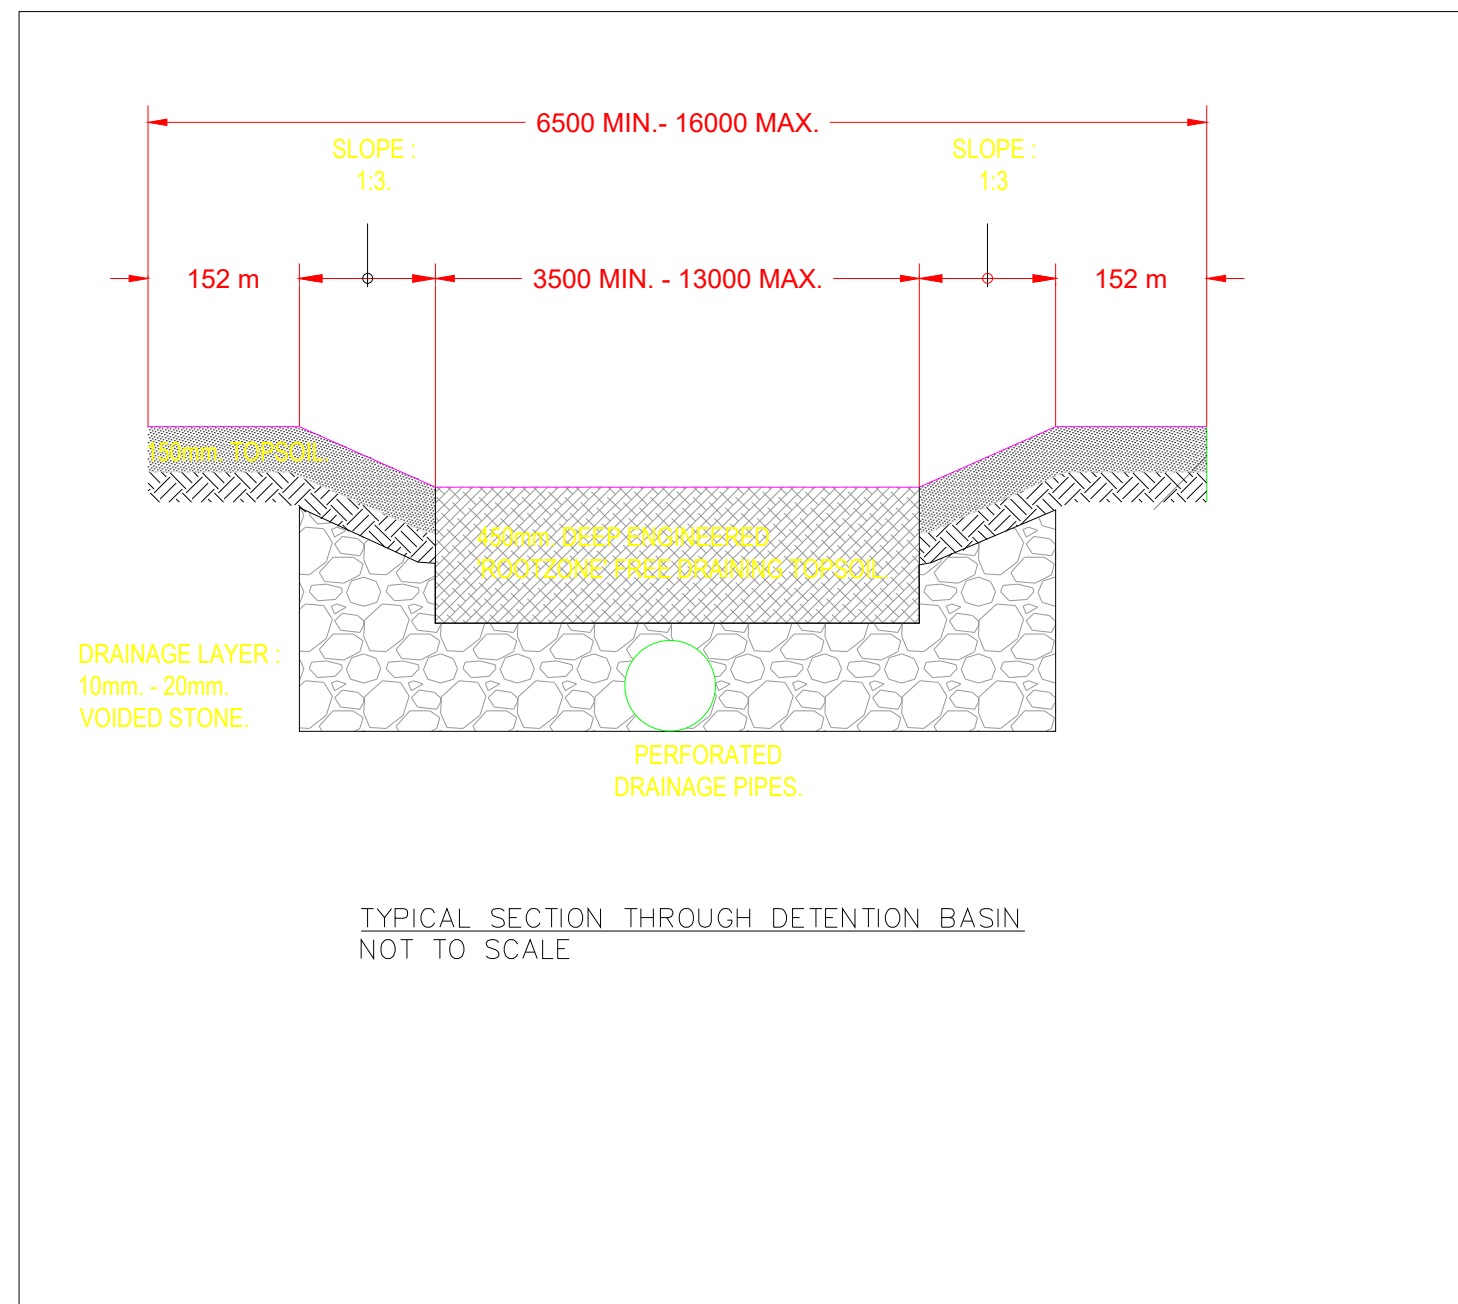 6500 MIN.- 16000 MAX.
SLOPE :
1:3.
SLOPE :
1:3
152 m
3500 MIN. - 13000 MAX.
152 m
150mm. TOPSOIL.
450mm. DEEP ENGINEERED
'ROOTZONE' FREE DRAINING TOPSOIL.
DRAINAGE LAYER :
10mm. - 20mm.
VOIDED STONE.
PERFORATED
DRAINAGE PIPES.
TYPICAL SECTION THROUGH DETENTION BASIN
NOT TO SCALE